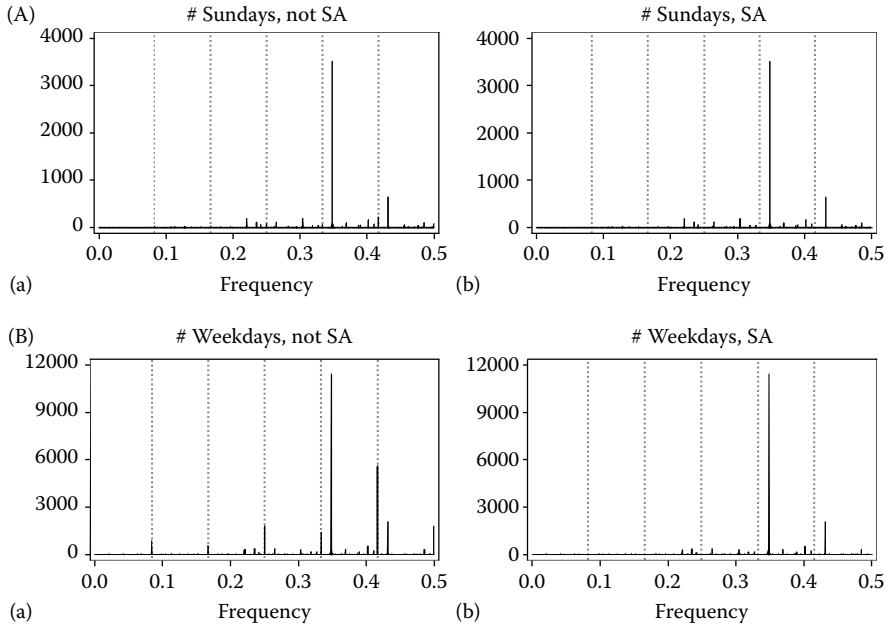 (A)
# Sundays, not SA
# Sundays, SA
4000
3000
2000
1000
0
0.0 0.1 0.2 0.3 0.4 0.5
4000
3000
2000
1000
0
0.0 0.1 0.2 0.3 0.4 0.5
(a)
Frequency
(b)
Frequency
(B)
# Weekdays, not SA
# Weekdays, SA
12000
9000
6000
3000
0
0.0 0.1 0.2 0.3 0.4 0.5
12000
9000
6000
3000
0
0.0 0.1 0.2 0.3 0.4 0.5
(a)
Frequency
(b)
Frequency